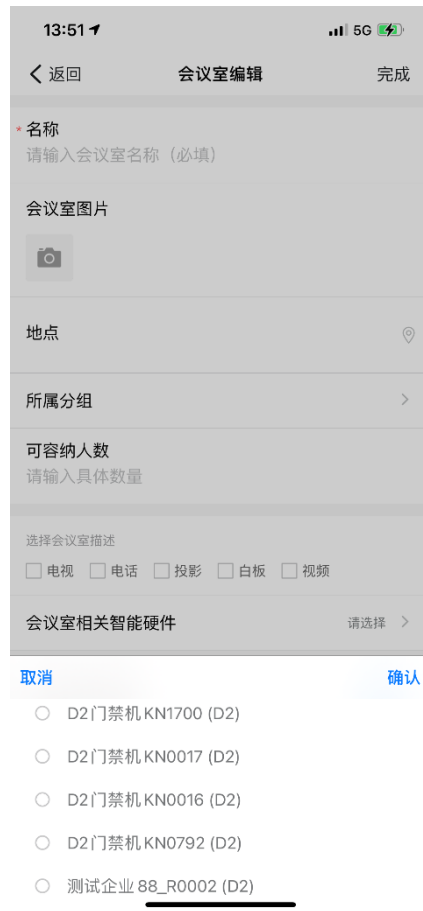 13:51
5G
返回 会议室编辑 完成
* 名称
请输入会议室名称（必填）
会议室图片
地点
所属分组
可容纳人数
请输入具体数量
选择会议室描述
电视 电话 投影 白板 视频
会议室相关智能硬件 请选择
取消 确认
D2门禁机KN1700 (D2)
D2门禁机KN0017 (D2)
D2门禁机KN0016 (D2)
D2门禁机KN0792 (D2)
测试企业88_R0002 (D2)